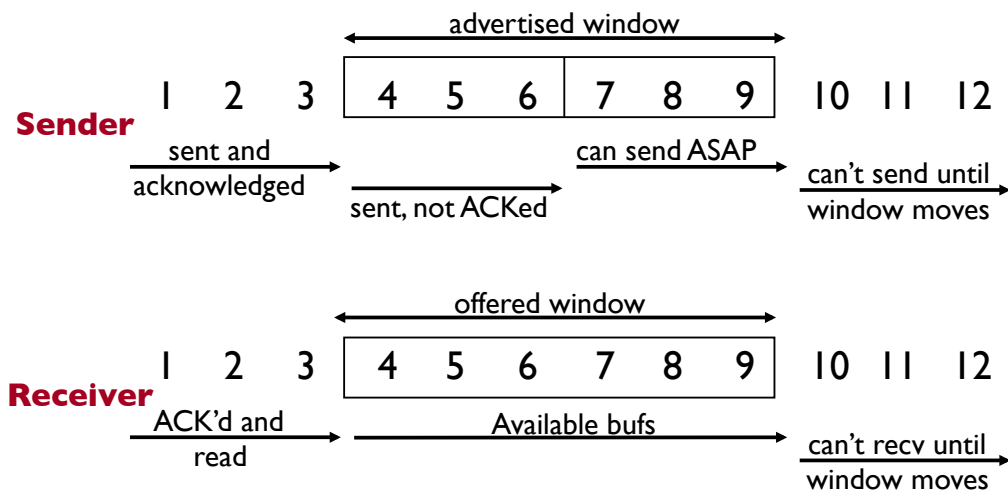 advertised window
1 2 3 4 5 6 7 8 9 10 11 12
Sender
sent and
acknowledged
sent, not ACKed
can send ASAP
can't send until
window moves
offered window
1 2 3 4 5 6 7 8 9 10 11 12
Receiver
ACK'd and
read
Available bufs
can't recv until
window moves